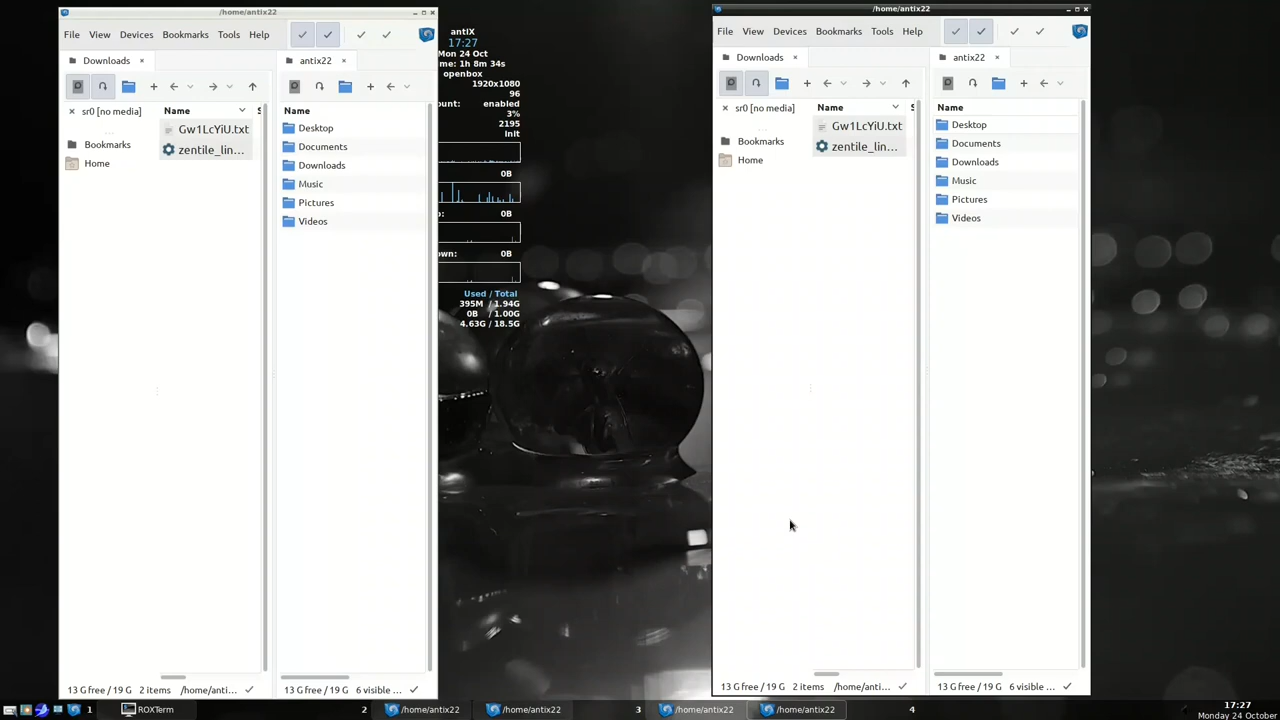 /home/antix22
File View Devices Bookmarks Tools Help
Downloads
antix22
sr0 [no media]
Bookmarks
Home
Name
Gw1LcYiU.txt
zentile_lin...
Name
Desktop
Documents
Downloads
Music
Pictures
Videos
13 G free / 19 G 2 items /home/anti...
13 G free / 19 G 6 visible ...
antiX
17:27
Mon 24 Oct
me: 1h 8m 34s
openbox
1920x1080
96
ount: enabled
3%
2195
init
0B
0B
own: 0B
Used / Total
395M / 1.94G
0B / 1.00G
4.63G / 18.5G
/home/antix22
File View Devices Bookmarks Tools Help
Downloads
antix22
sr0 [no media]
Bookmarks
Home
Name
Gw1LcYiU.txt
zentile_lin...
Name
Desktop
Documents
Downloads
Music
Pictures
Videos
13 G free / 19 G 2 items /home/anti...
13 G free / 19 G 6 visible ...
1 ROXTerm 2 /home/antix22 /home/antix22 3 /home/antix22 /home/antix22 4
17:27
Monday 24 October